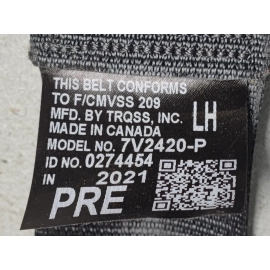 THIS BELT CONFORMS
TO F/CMVSS 209
MFD. BY TRQSS, INC.
LH
MADE IN CANADA
MODEL NO. 7V2420-P
ID NO. 0274454
IN 2021
PRE